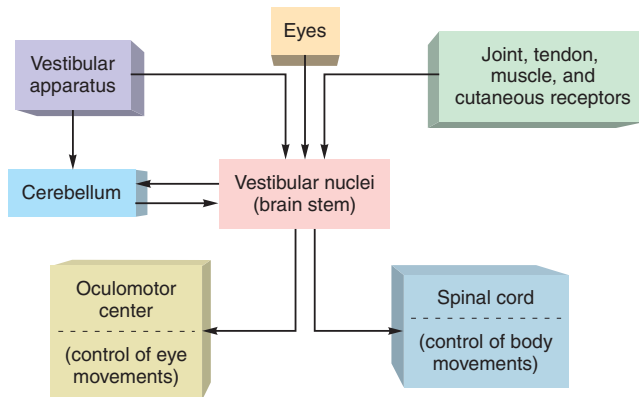 Eyes
Vestibular
apparatus
Joint, tendon,
muscle, and
cutaneous receptors
Cerebellum
Vestibular nuclei
(brain stem)
Oculomotor
center
(control of eye
movements)
Spinal cord
(control of body
movements)